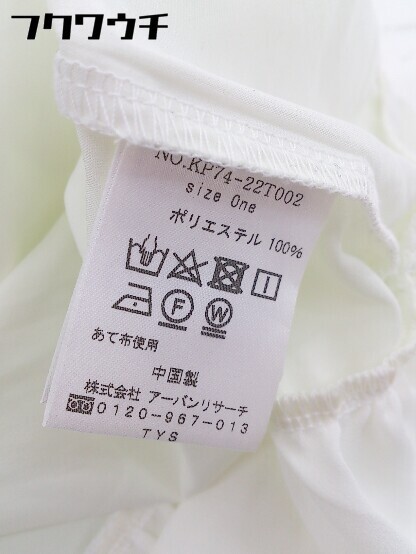 フクワウチ
NO.KP74-22T002
size One
ポリエステル 100%
F W
あて布使用
中国製
株式会社 アーバンリサーチ
0120-967-013
TYS